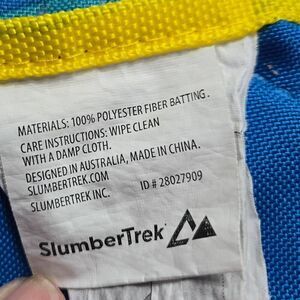 MATERIALS: 100% POLYESTER FIBER BATTING.
CARE INSTRUCTIONS: WIPE CLEAN
WITH A DAMP CLOTH.
DESIGNED IN AUSTRALIA, MADE IN CHINA.
SLUMBERTREK.COM
SLUMBERTREK INC. ID # 28027909
SlumberTrek